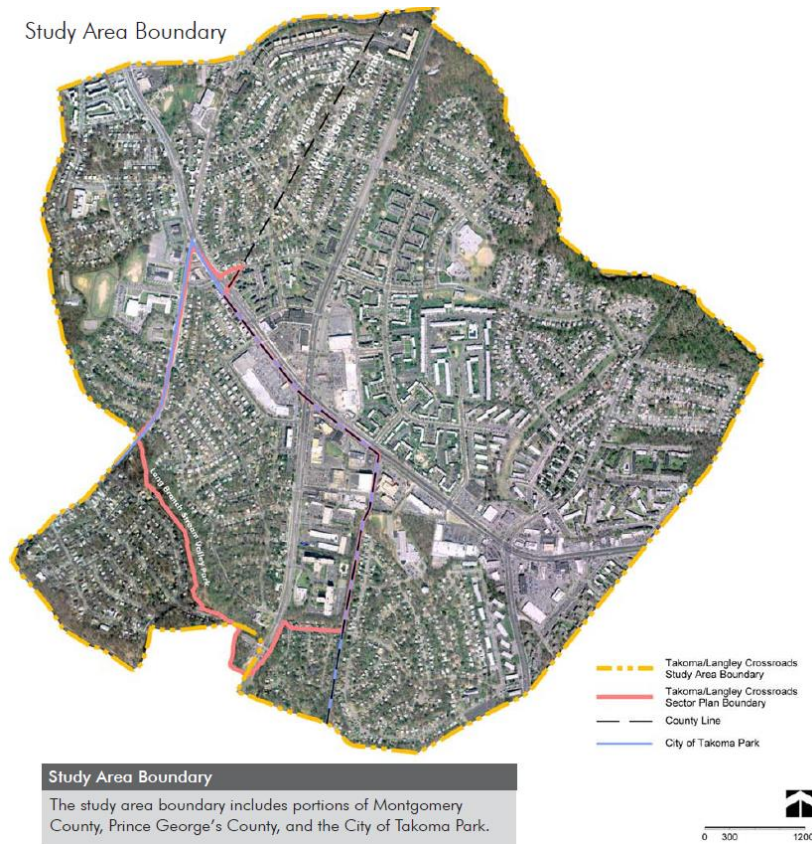 Study Area Boundary
Montgomery County
Prince George's County
Long Branch Stream Valley Park
Takoma/Langley Crossroads
Study Area Boundary
Takoma/Langley Crossroads
Sector Plan Boundary
County Line
City of Takoma Park
Study Area Boundary
The study area boundary includes portions of Montgomery
County, Prince George's County, and the City of Takoma Park.
0 300 1200